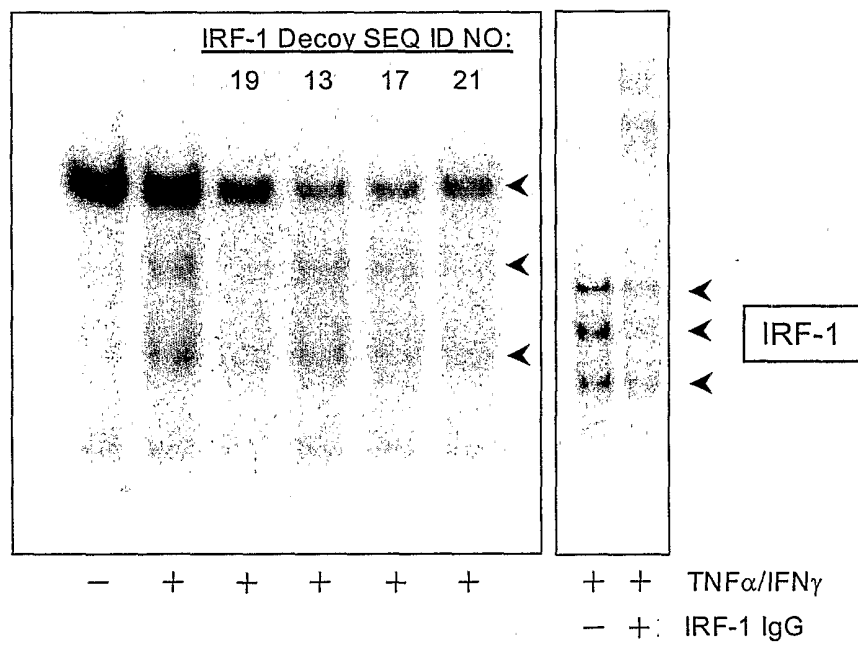 IRF-1 Decoy SEQ ID NO:
19 13 17 21
IRF-1
− + + + + + + + TNFα/IFNγ
− +: IRF-1 IgG